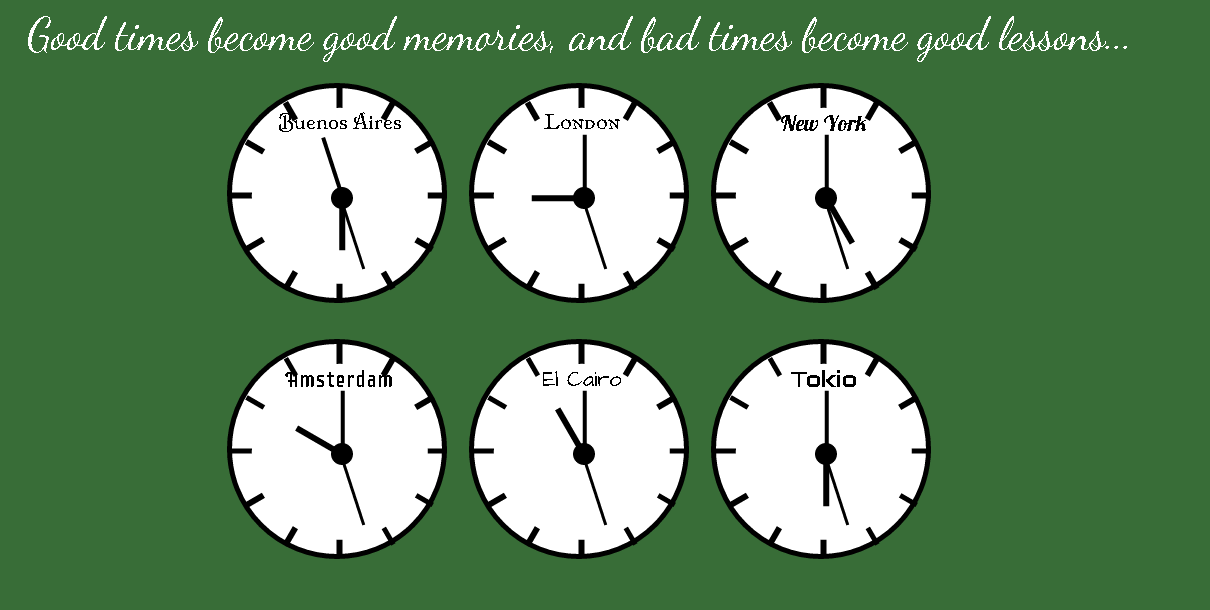 Good times become good memories, and bad times become good lessons...
Buenos Aires
London
New York
Amsterdam
El Cairo
Tokio